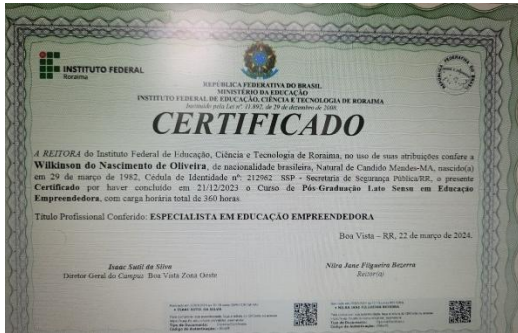 INSTITUTO FEDERAL
Roraima
REPÚBLICA FEDERATIVA DO BRASIL
MINISTÉRIO DA EDUCAÇÃO
INSTITUTO FEDERAL DE EDUCAÇÃO, CIÊNCIA E TECNOLOGIA DE RORAIMA
Instituído pela Lei nº 11.892, de 29 de dezembro de 2008
CERTIFICADO
A REITORA do Instituto Federal de Educação, Ciência e Tecnologia de Roraima, no uso de suas atribuições confere a
Wilkinson do Nascimento de Oliveira, de nacionalidade brasileira, Natural de Candido Mendes-MA, nascido(a)
em 29 de março de 1982, Cédula de Identidade nº: 212962 SSP - Secretaria de Segurança Pública/RR, o presente
Certificado por haver concluído em 21/12/2023 o Curso de Pós-Graduação Lato Sensu em Educação
Empreendedora, com carga horária total de 360 horas.
Título Profissional Conferido: ESPECIALISTA EM EDUCAÇÃO EMPREENDEDORA
Boa Vista – RR, 22 de março de 2024.
Isaac Sutil da Silva
Diretor Geral do Campus Boa Vista Zona Oeste
Nilra Jane Filgueira Bezerra
Reitor(a)